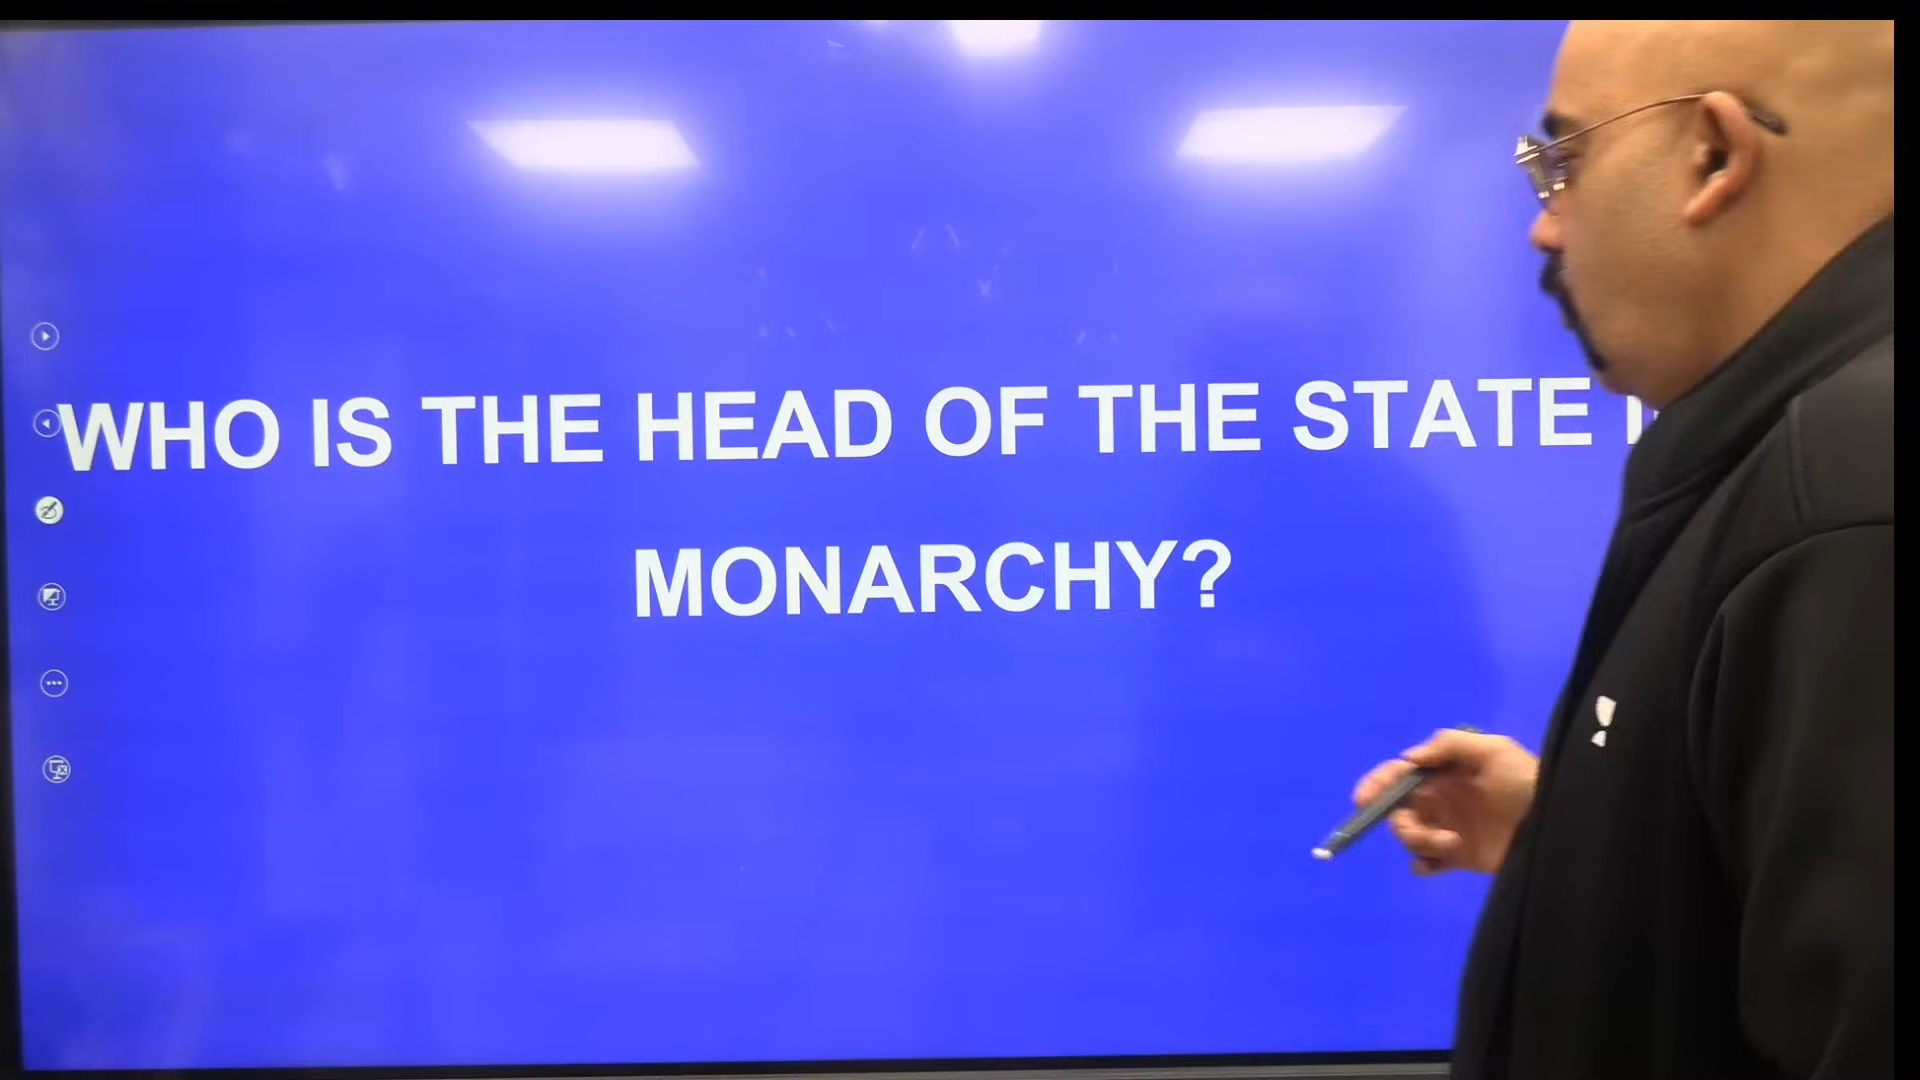 WHO IS THE HEAD OF THE STATE
MONARCHY?